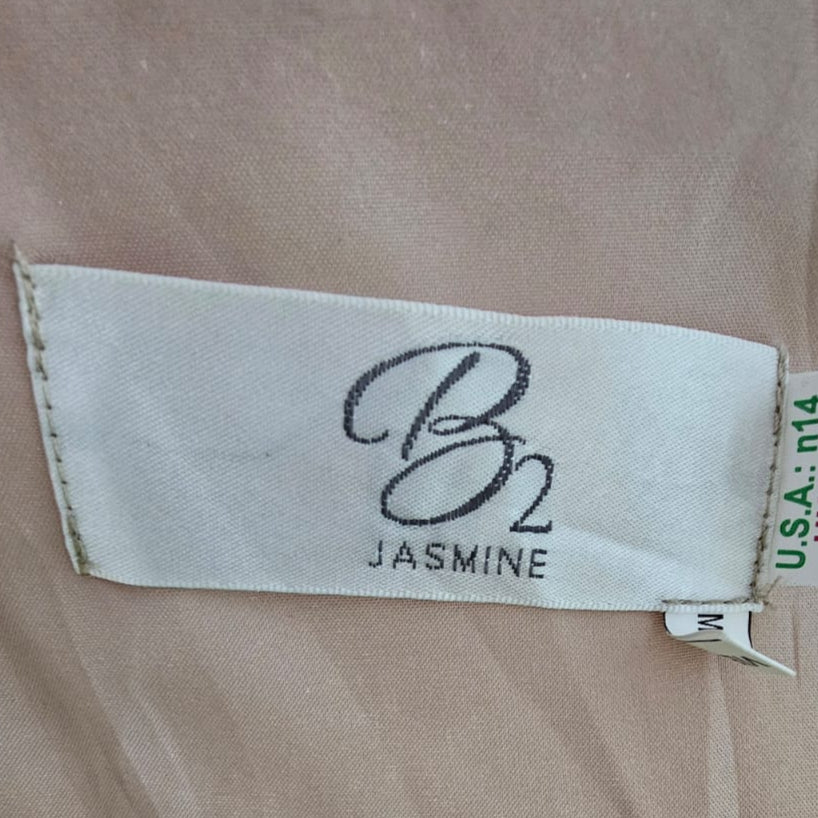 B2
JASMINE
U.S.A.: n14
M